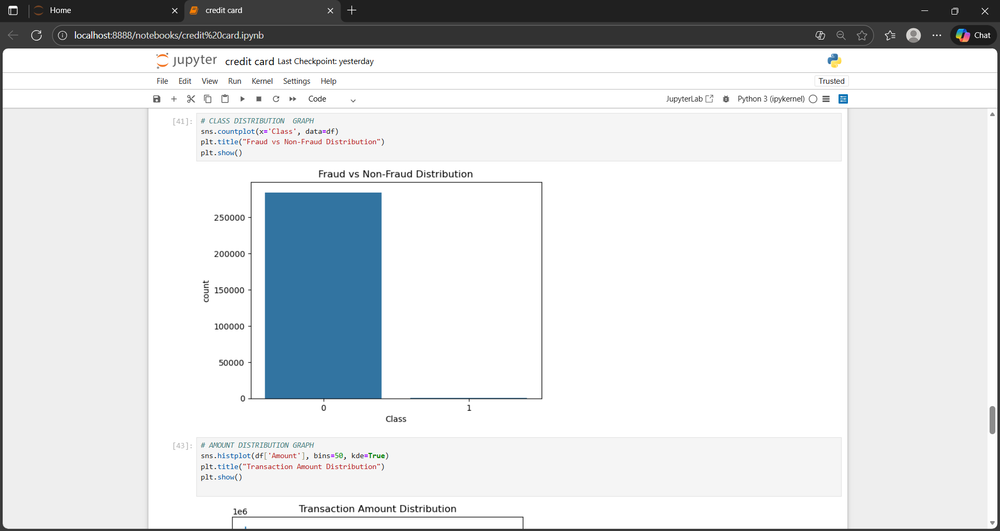 Home
credit card
localhost:8888/notebooks/credit%20card.ipynb
Chat
jupyter credit card Last Checkpoint: yesterday
File Edit View Run Kernel Settings Help
Trusted
Code
JupyterLab
Python 3 (ipykernel)
[41]:
# CLASS DISTRIBUTION  GRAPH
sns.countplot(x='Class', data=df)
plt.title("Fraud vs Non-Fraud Distribution")
plt.show()
Fraud vs Non-Fraud Distribution
250000
200000
150000
100000
50000
0
count
0 1
Class
[43]:
# AMOUNT DISTRIBUTION GRAPH
sns.histplot(df['Amount'], bins=50, kde=True)
plt.title("Transaction Amount Distribution")
plt.show()
1e6
Transaction Amount Distribution